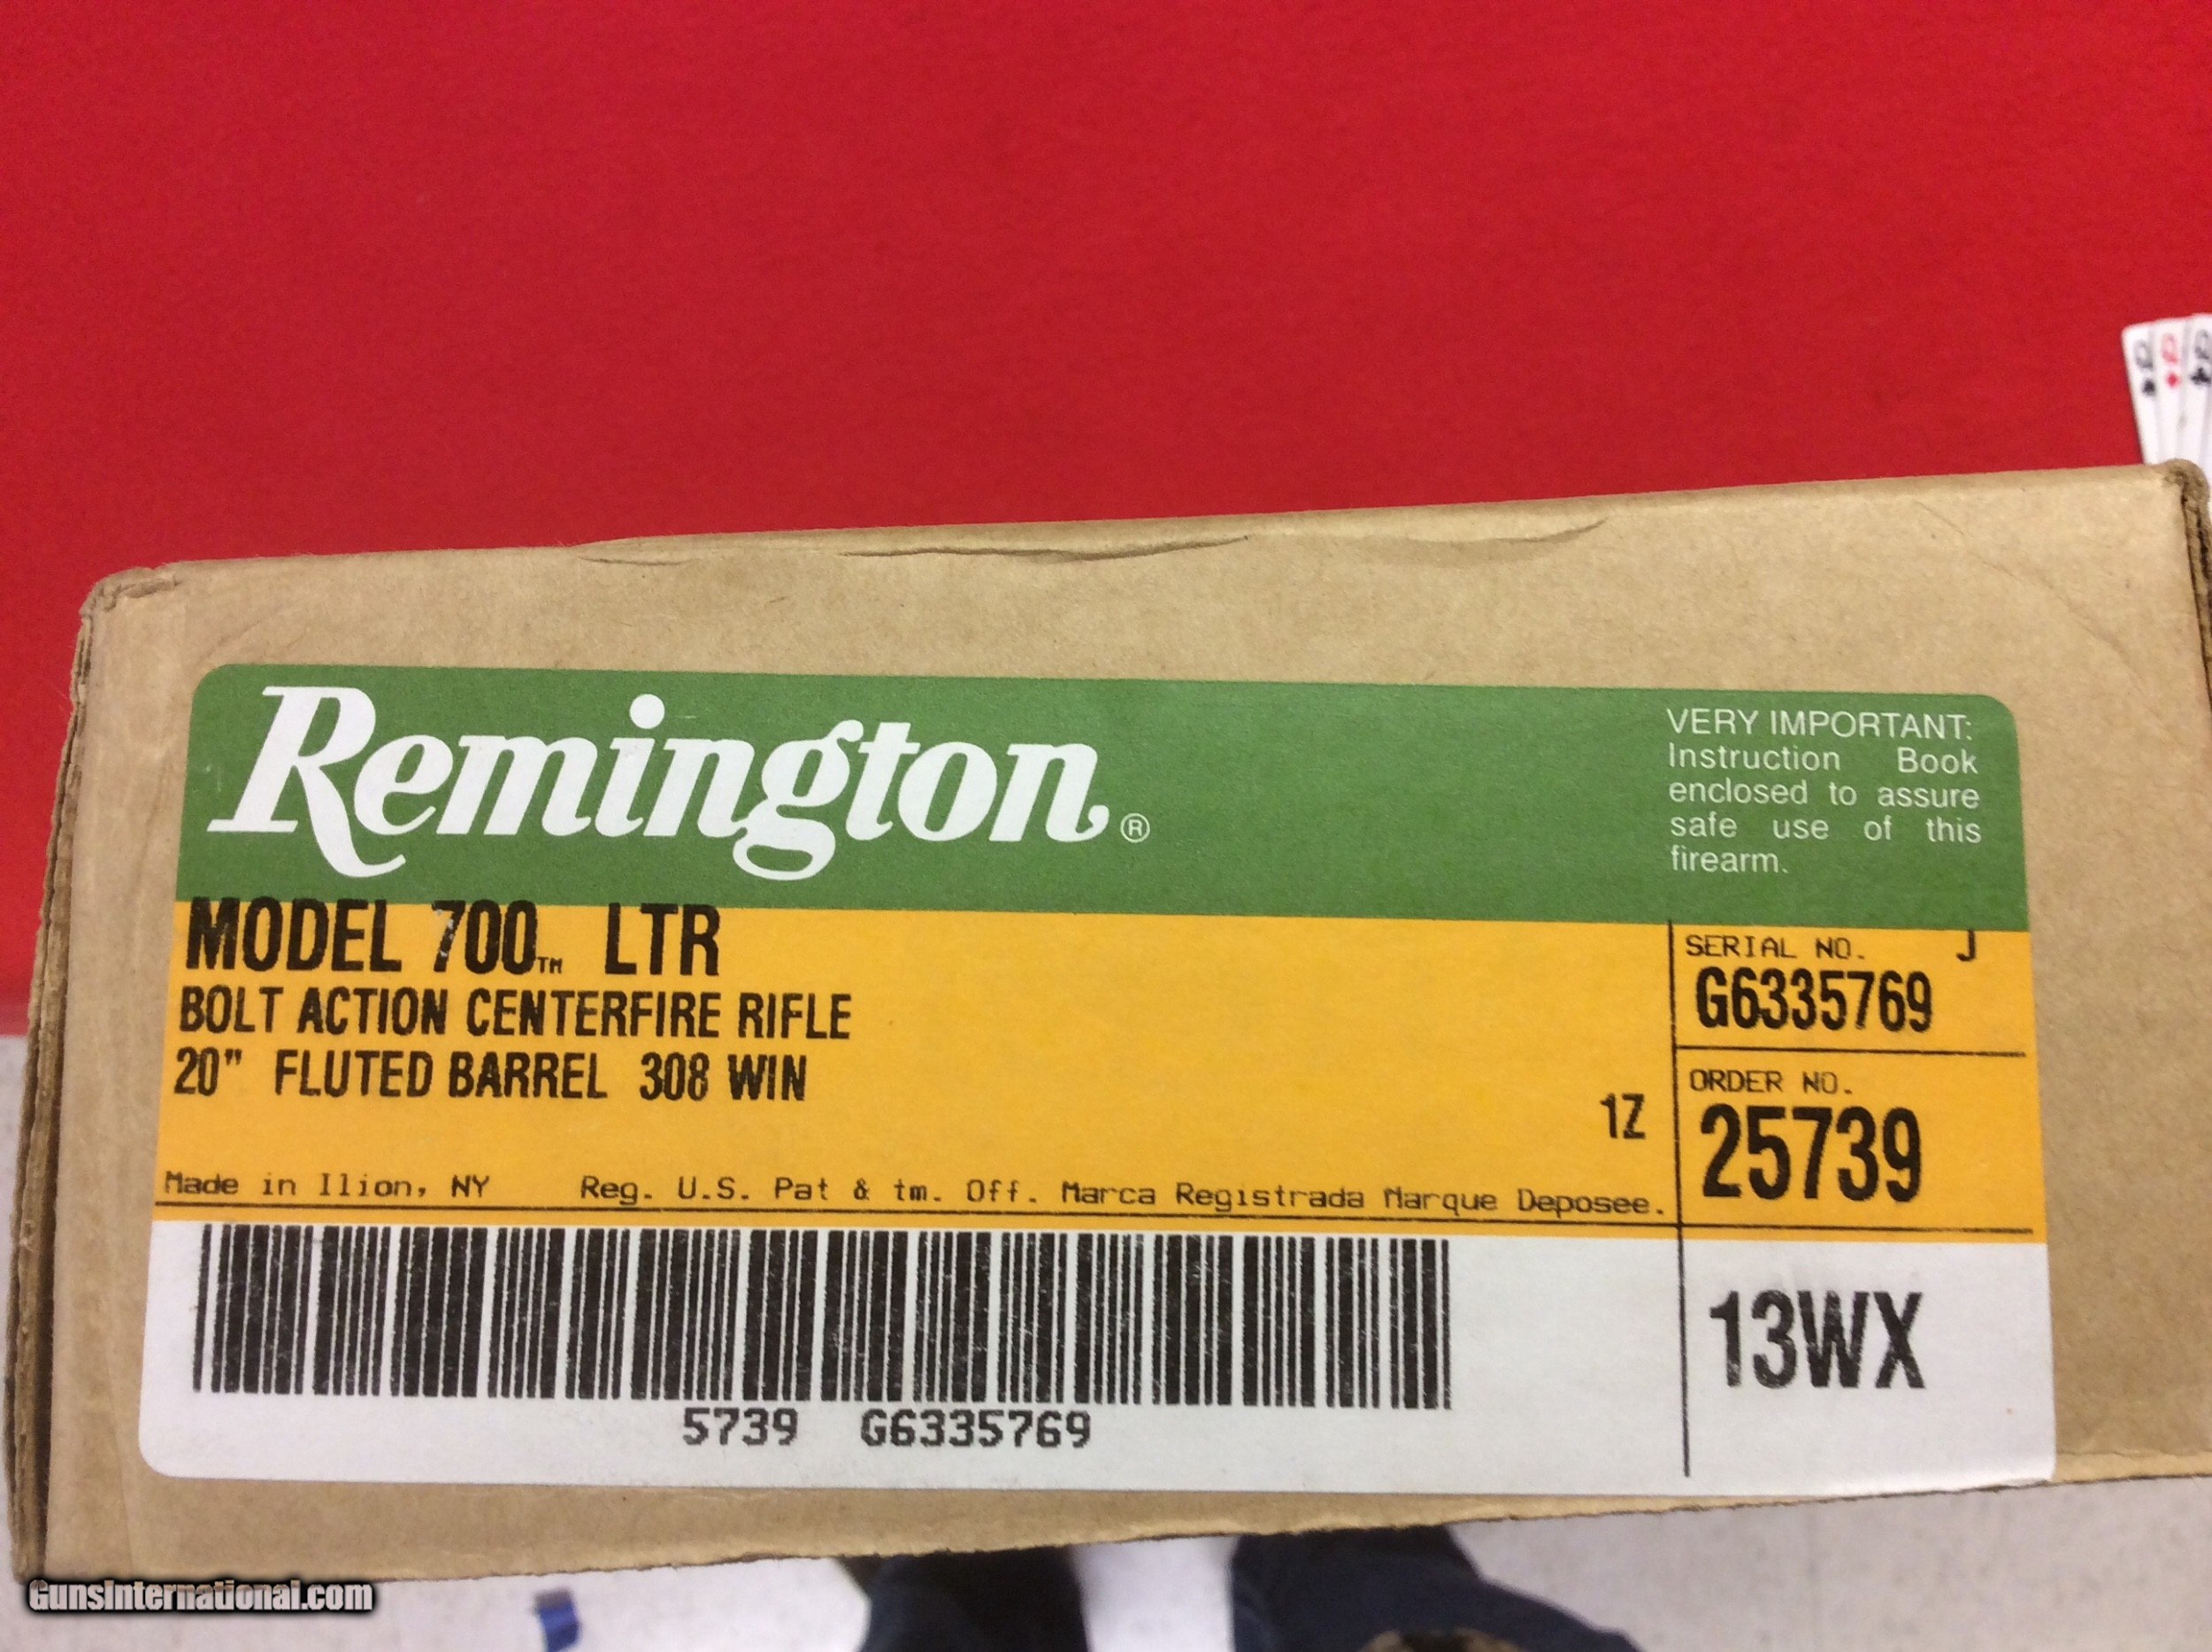 Remington®
VERY IMPORTANT:
Instruction Book
enclosed to assure
safe use of this
firearm.
MODEL 700™ LTR
BOLT ACTION CENTERFIRE RIFLE
20" FLUTED BARREL 308 WIN
1Z
Made in Ilion, NY Reg. U.S. Pat & tm. Off. Marca Registrada Marque Deposee.
SERIAL NO. J
G6335769
ORDER NO.
25739
13WX
5739 G6335769
Q Q Q
GunsInternational.com